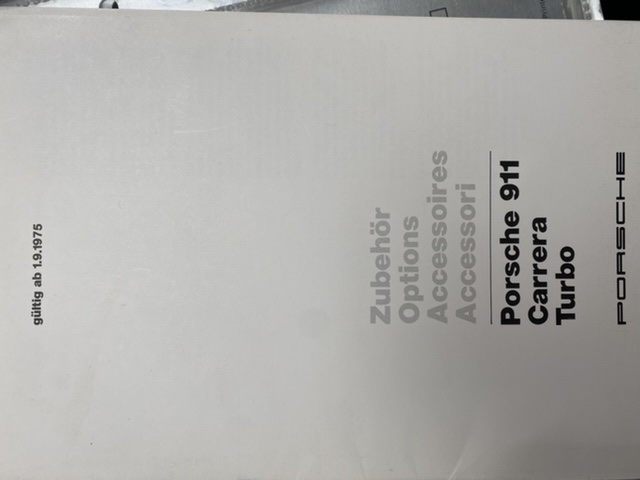 PORSCHE
Porsche 911
Carrera
Turbo
Zubehör
Options
Accessoires
Accessori
gültig ab 1.9.1975